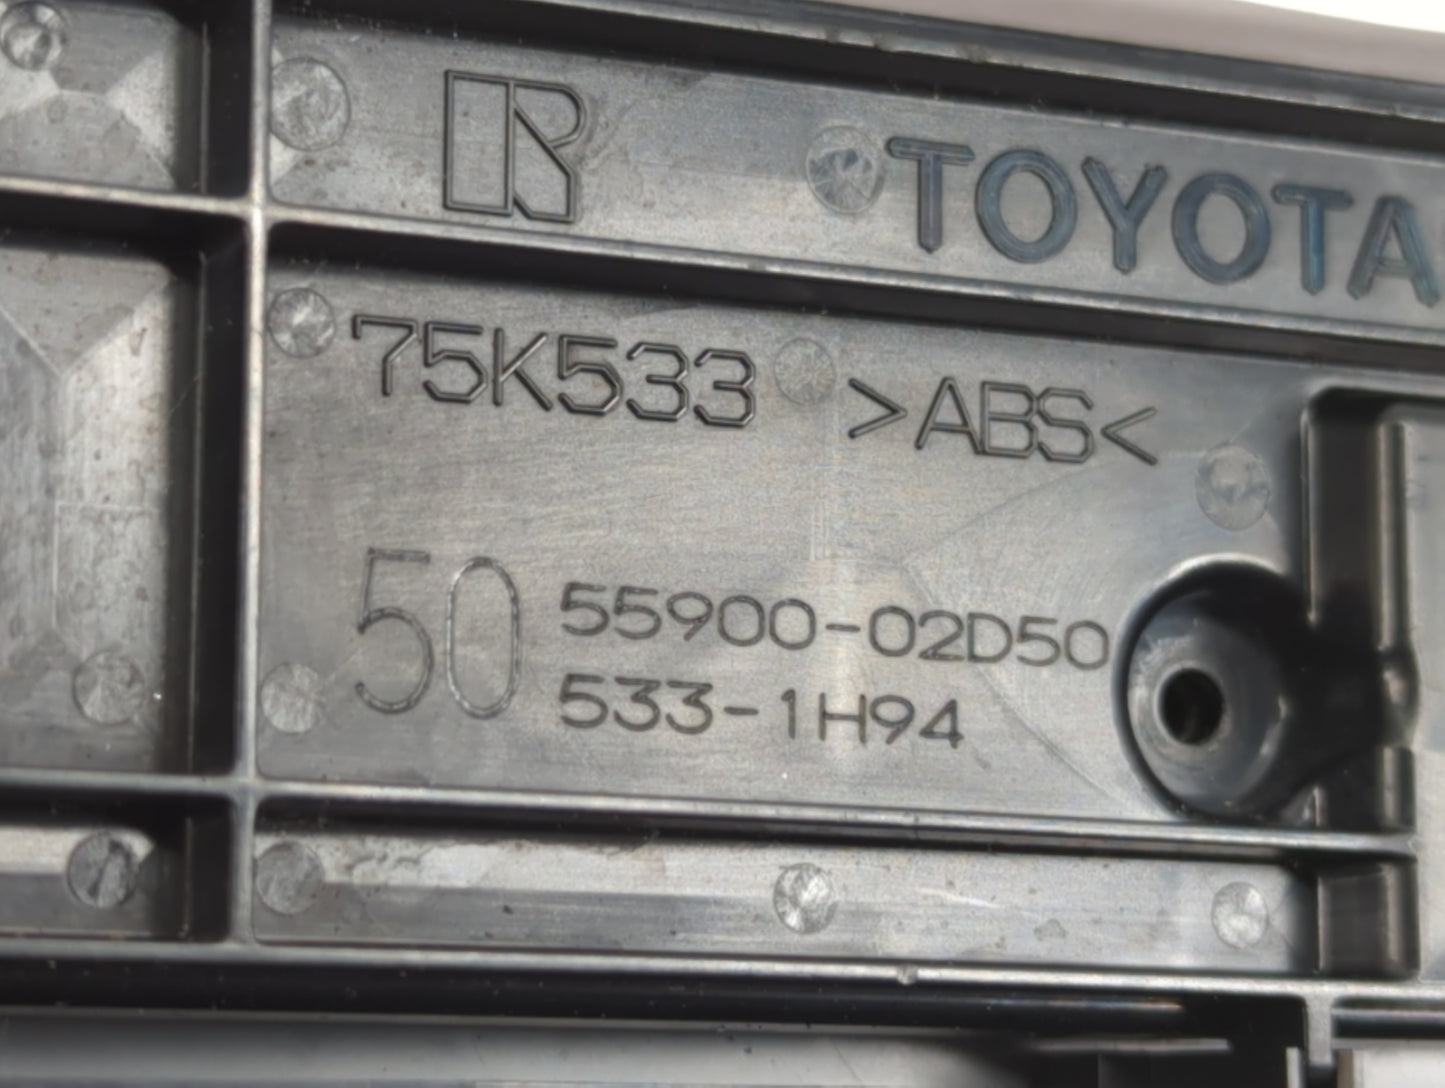 R TOYOTA
75K533 >ABS<
50
55900-02D50
533-1H94